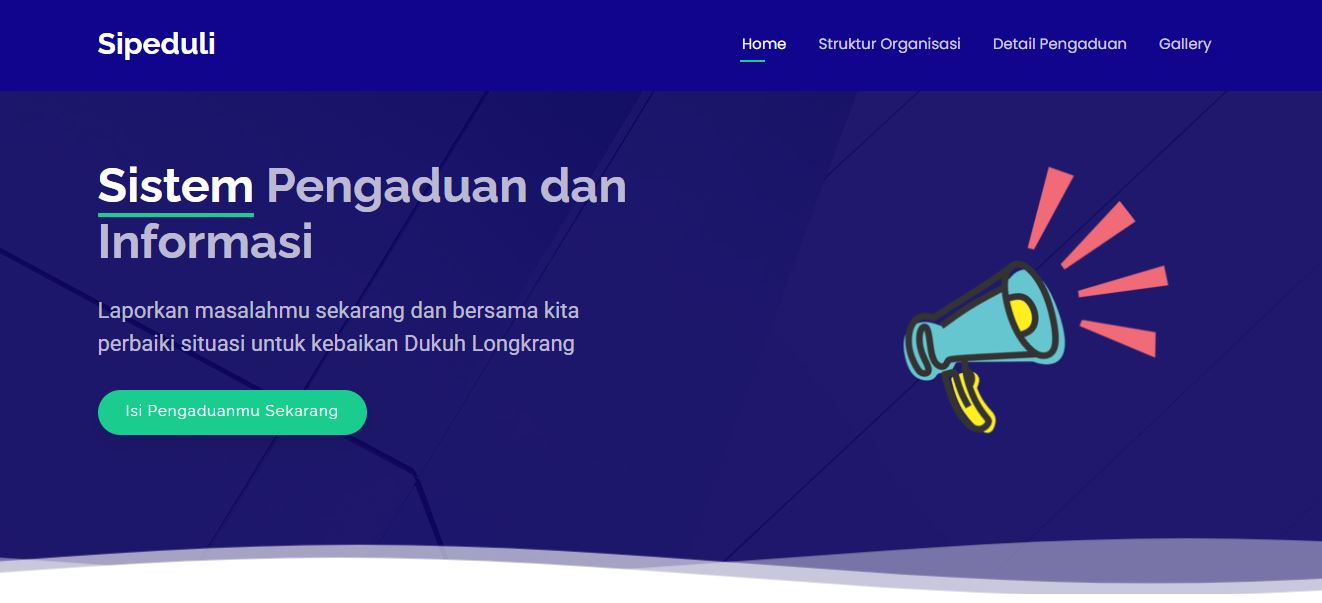 Sipeduli
Home Struktur Organisasi Detail Pengaduan Gallery
Sistem Pengaduan dan
Informasi
Laporkan masalahmu sekarang dan bersama kita
perbaiki situasi untuk kebaikan Dukuh Longkrang
Isi Pengaduanmu Sekarang